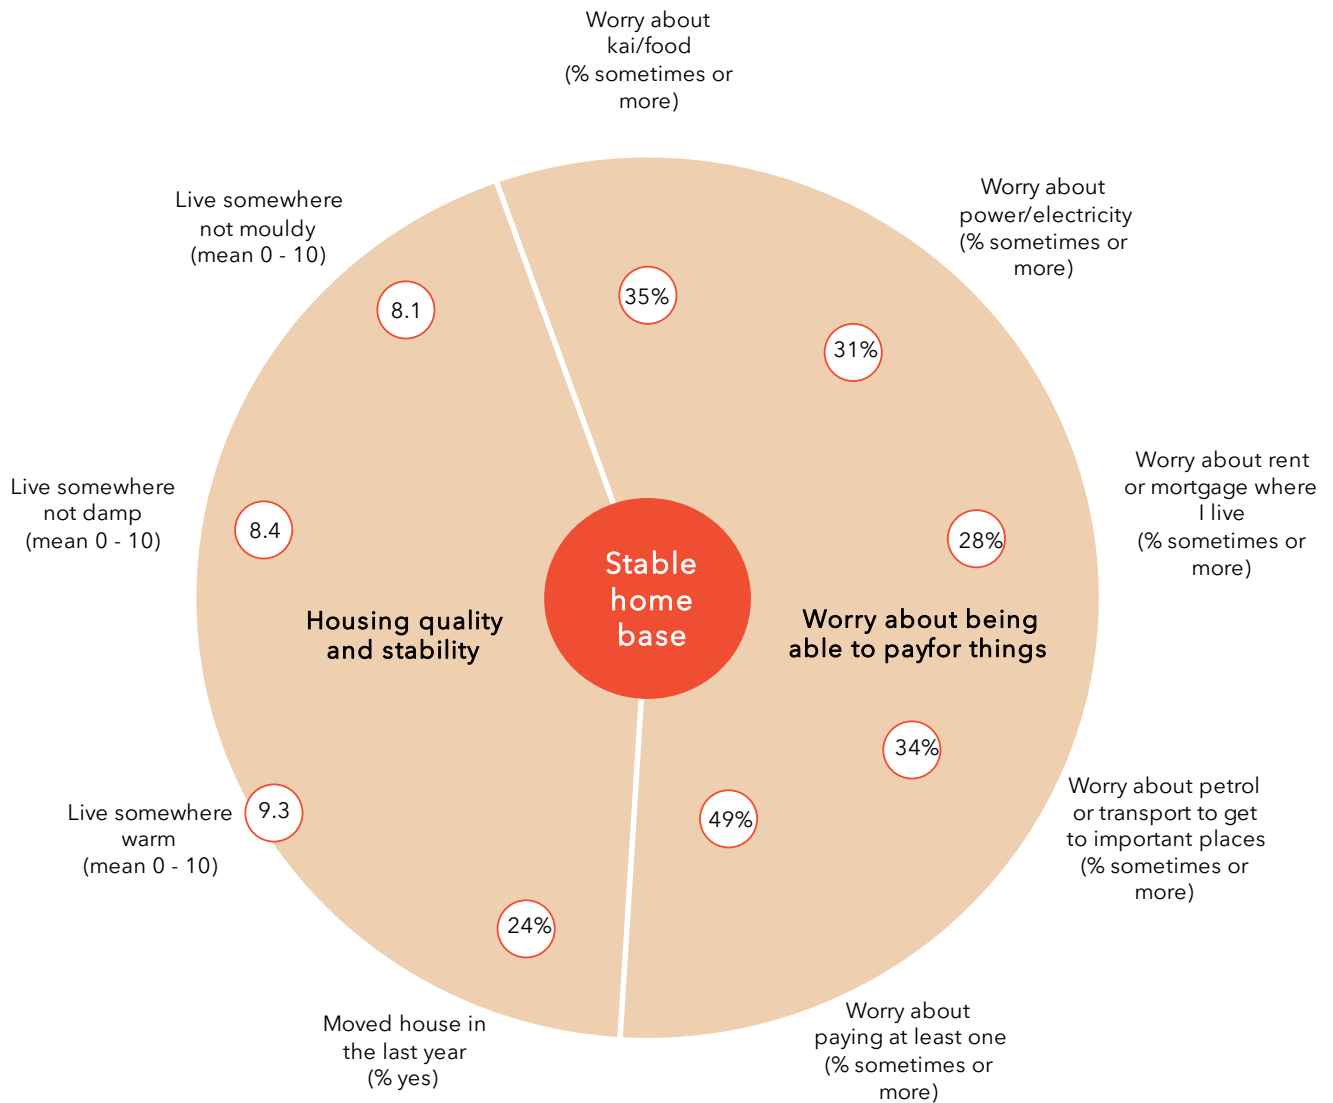 Worry about
kai/food
(% sometimes or
more)
Worry about
power/electricity
(% sometimes or
more)
Live somewhere
not mouldy
(mean 0 - 10)
35%
8.1
31%
Worry about rent
or mortgage where
I live
(% sometimes or
more)
Live somewhere
not damp
(mean 0 - 10)
8.4
28%
Stable
home
base
Housing quality
and stability
Worry about being
able to payfor things
34%
Worry about petrol
or transport to get
to important places
(% sometimes or
more)
Live somewhere
warm
(mean 0 - 10)
9.3
49%
24%
Moved house in
the last year
(% yes)
Worry about
paying at least one
(% sometimes or
more)